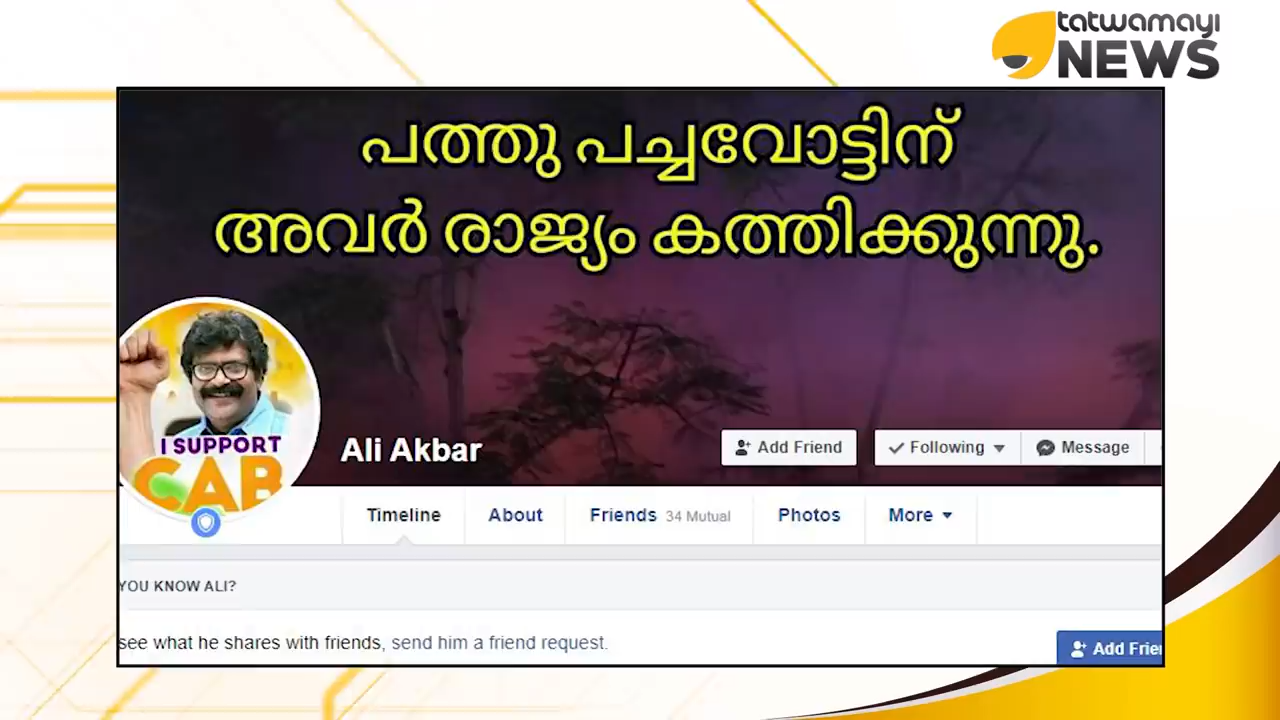 tatwamayi
NEWS
പത്തു പച്ചവോട്ടിന്
അവർ രാജ്യം കത്തിക്കുന്നു.
I SUPPORT
CAB
Ali Akbar
Add Friend
Following
Message
Timeline
About
Friends 34 Mutual
Photos
More
YOU KNOW ALI?
see what he shares with friends, send him a friend request.
Add Frien